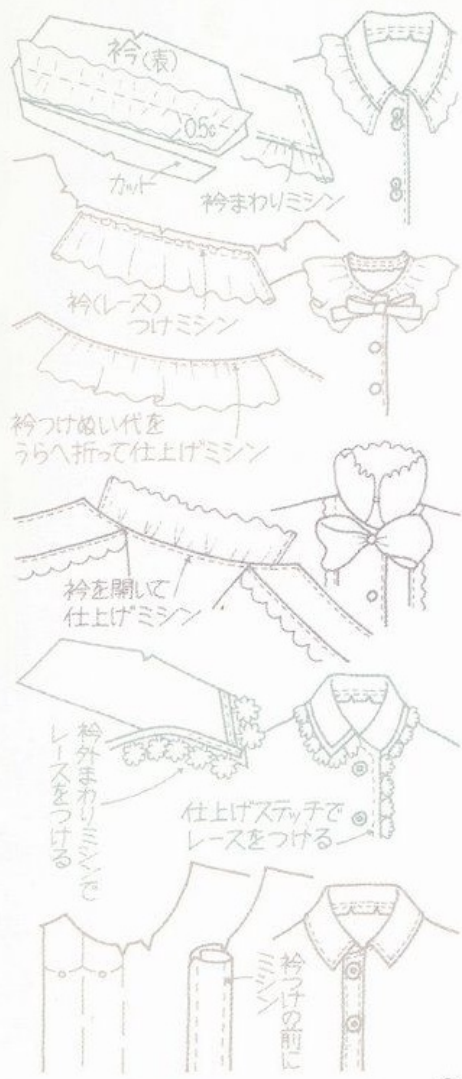 衿(表)
0.5c
カット
衿まわりミシン
衿(レース)
つけミシン
衿つけぬい代を
うらへ折って仕上げミシン
衿を開いて
仕上げミシン
衿外まわりミシンで
レースをつける
仕上げステッチで
レースをつける
衿つけの前に
ミシン